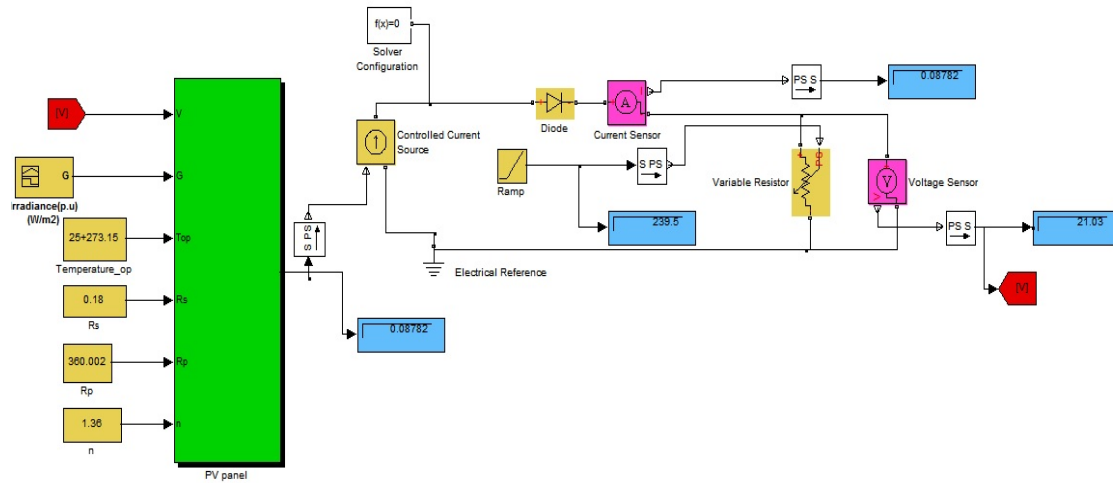 f(x)=0
Solver
Configuration
[V]
V
G
G
Irradiance(p.u)
(W/m2)
25+273.15
Top
Temperature_op
0.18
Rs
Rs
360.002
Rp
Rp
1.36
n
n
PV panel
S PS
0.08782
Controlled Current
Source
Diode
A
I
Current Sensor
PS S
0.08782
Ramp
S PS
239.5
Variable Resistor
PS
V
V
Voltage Sensor
PS S
21.03
[V]
Electrical Reference